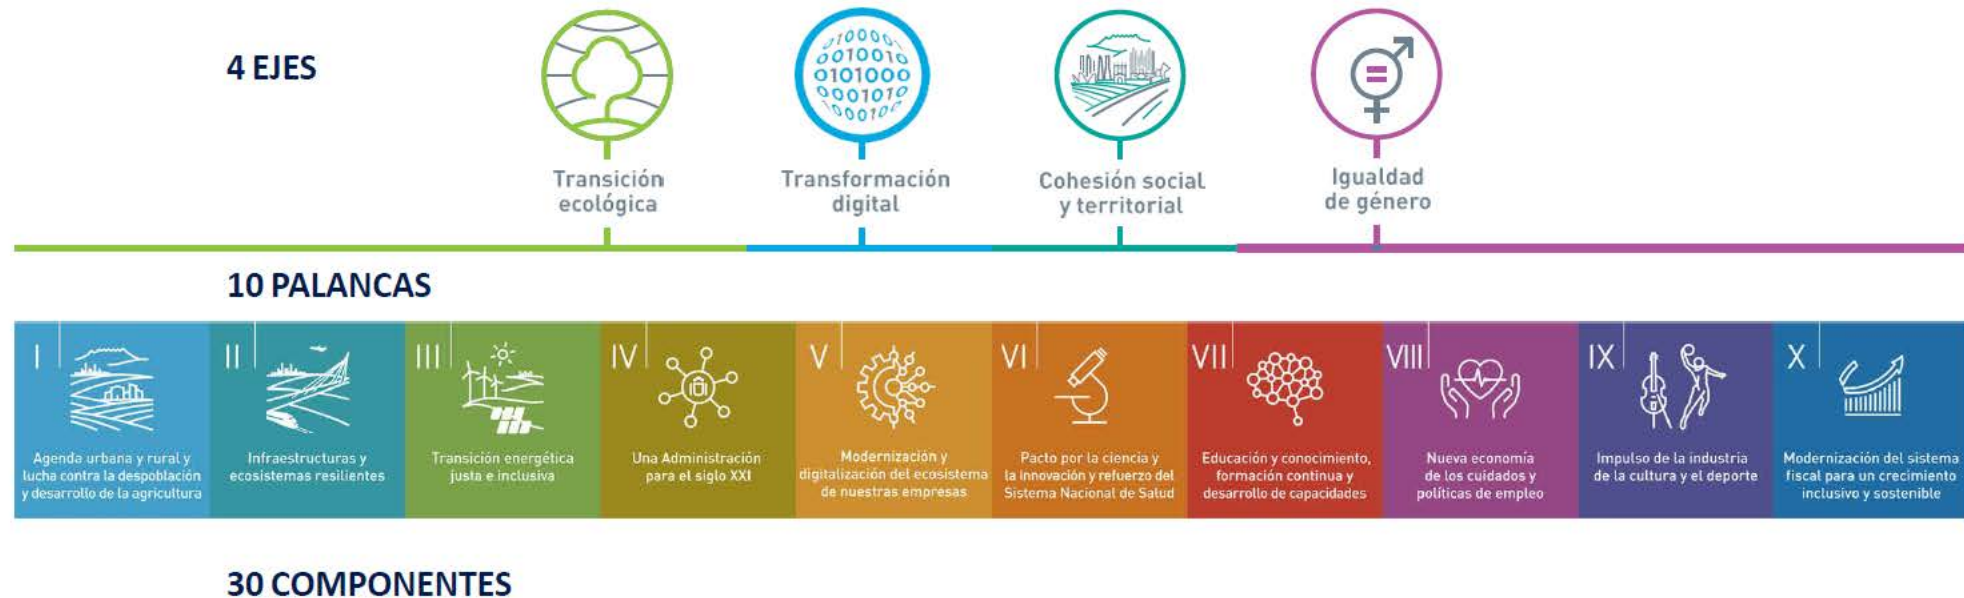 4 EJES
010000
0010010
0101000
0001010
00010
Transición
ecológica
Transformación
digital
Cohesión social
y territorial
Igualdad
de género
10 PALANCAS
I
Agenda urbana y rural y
lucha contra la despoblación
y desarrollo de la agricultura
II
Infraestructuras y
ecosistemas resilientes
III
Transición energética
justa e inclusiva
IV
Una Administración
para el siglo XXI
V
Modernización y
digitalización del ecosistema
de nuestras empresas
VI
Pacto por la ciencia y
la innovación y refuerzo del
Sistema Nacional de Salud
VII
Educación y conocimiento,
formación continua y
desarrollo de capacidades
VIII
Nueva economía
de los cuidados y
políticas de empleo
IX
Impulso de la industria
de la cultura y el deporte
X
Modernización del sistema
fiscal para un crecimiento
inclusivo y sostenible
30 COMPONENTES